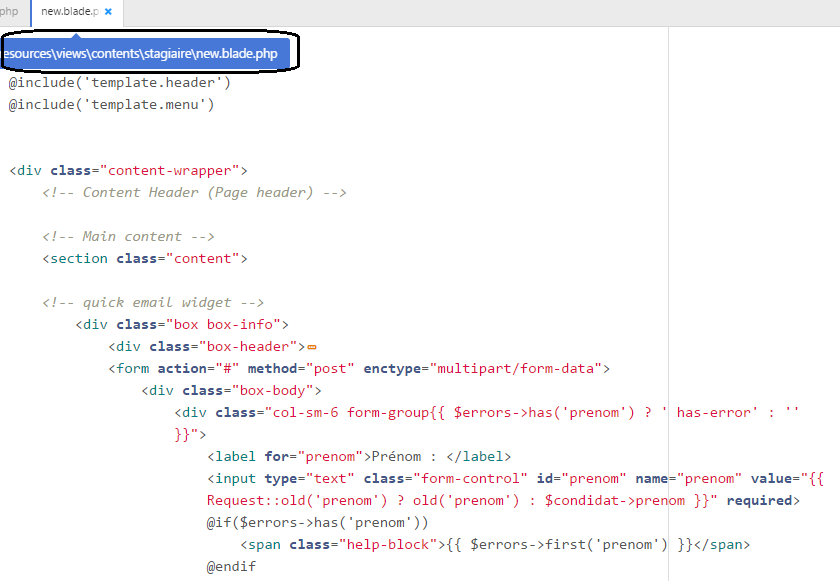 php
new.blade.p ×
esources\views\contents\stagiaire\new.blade.php
@include('template.header')
@include('template.menu')
<div class="content-wrapper">
<!-- Content Header (Page header) -->
<!-- Main content -->
<section class="content">
<!-- quick email widget -->
<div class="box box-info">
<div class="box-header">
<form action="#" method="post" enctype="multipart/form-data">
<div class="box-body">
<div class="col-sm-6 form-group{{ $errors->has('prenom') ? ' has-error' : ''
}}">
<label for="prenom">Prénom : </label>
<input type="text" class="form-control" id="prenom" name="prenom" value="{{
Request::old('prenom') ? old('prenom') : $condidat->prenom }}" required>
@if($errors->has('prenom'))
<span class="help-block">{{ $errors->first('prenom') }}</span>
@endif